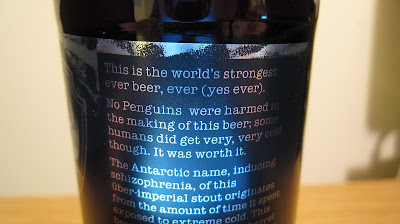 This is the world's strongest
ever beer, ever (yes ever).
No Penguins were harmed in
the making of this beer; some
humans did get very, very cold
though. It was worth it.
The Antarctic name, inducing
schizophrenia, of this
über-imperial stout originates
from the amount of time it spent
exposed to extreme cold. This